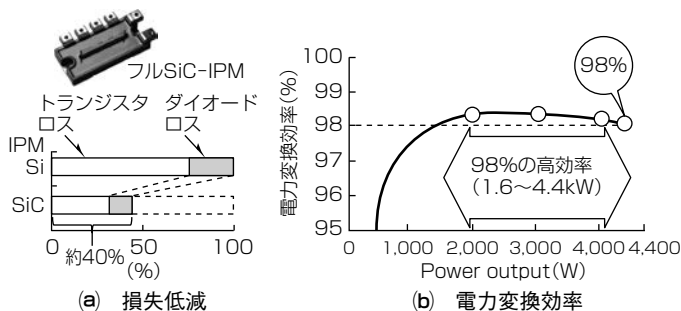 フルSiC-IPM
トランジスタ
ロス
ダイオード
ロス
IPM
Si
SiC
0 50 100
約40%
(%)
(a) 損失低減
電力変換効率(%)
100
99
98
97
96
95
98%
98%の高効率
(1.6～4.4kW)
0 1,000 2,000 3,000 4,000 4,400
Power output(W)
(b) 電力変換効率